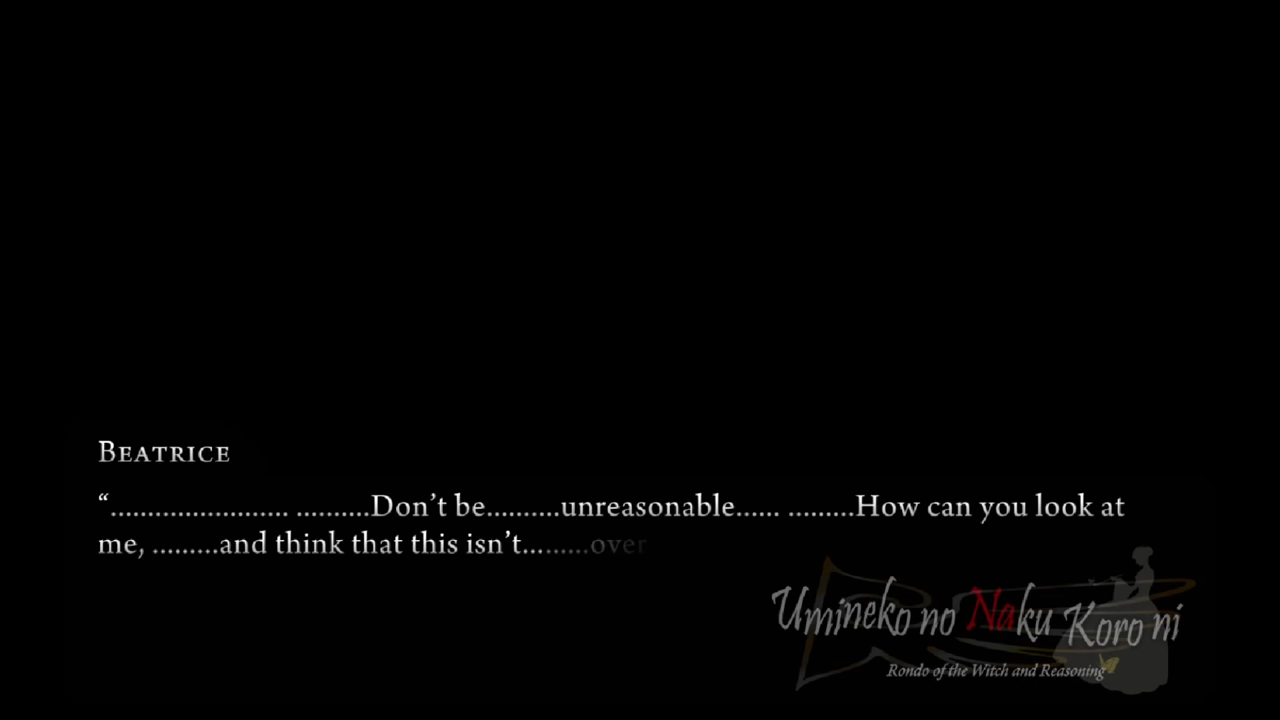 BEATRICE
“........................ ..........Don’t be..........unreasonable...... .........How can you look at
me, .........and think that this isn’t.........over
Umineko no Naku Koro ni
Rondo of the Witch and Reasoning